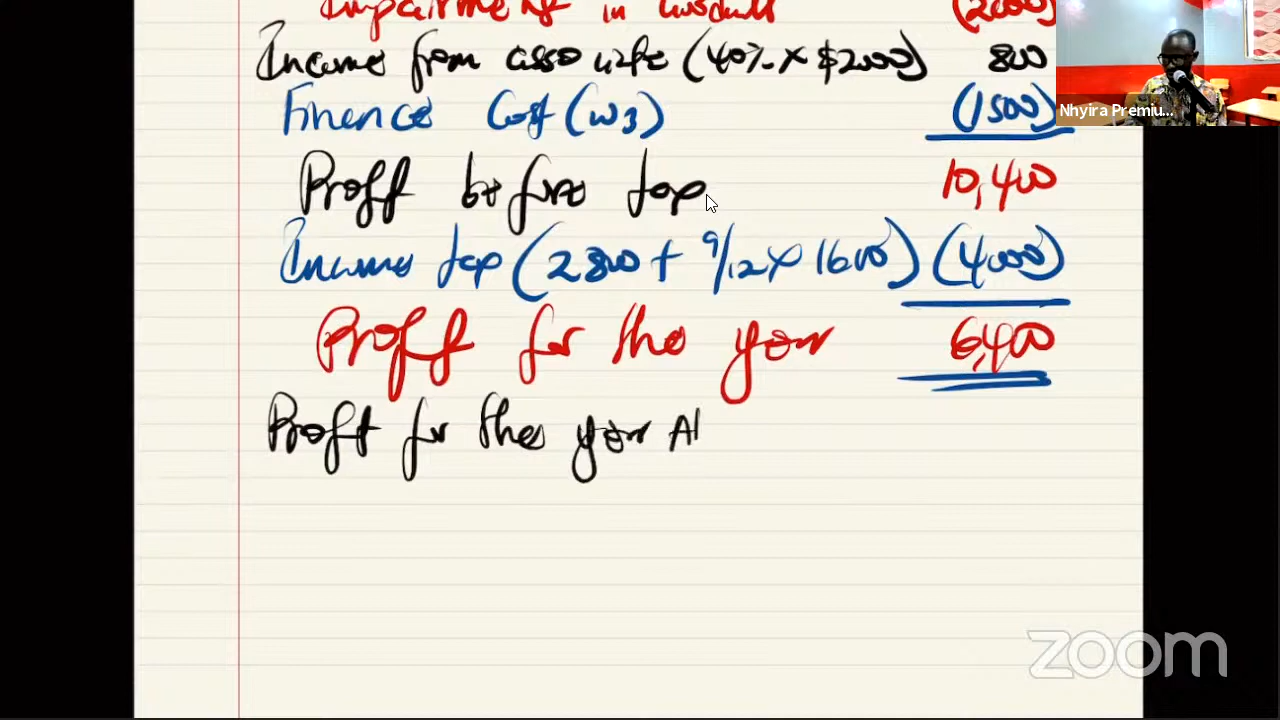 Impairment in Goodwill (2000)
Income from associate (40% x $2000) 800
Finance Cost (W3) (1500)
Profit before tax 10,400
Income tax (2800 + 9/12 x 1600) (4000)
Profit for the year 6,400
Profit for the year A
Nhyira Premiu...
zoom